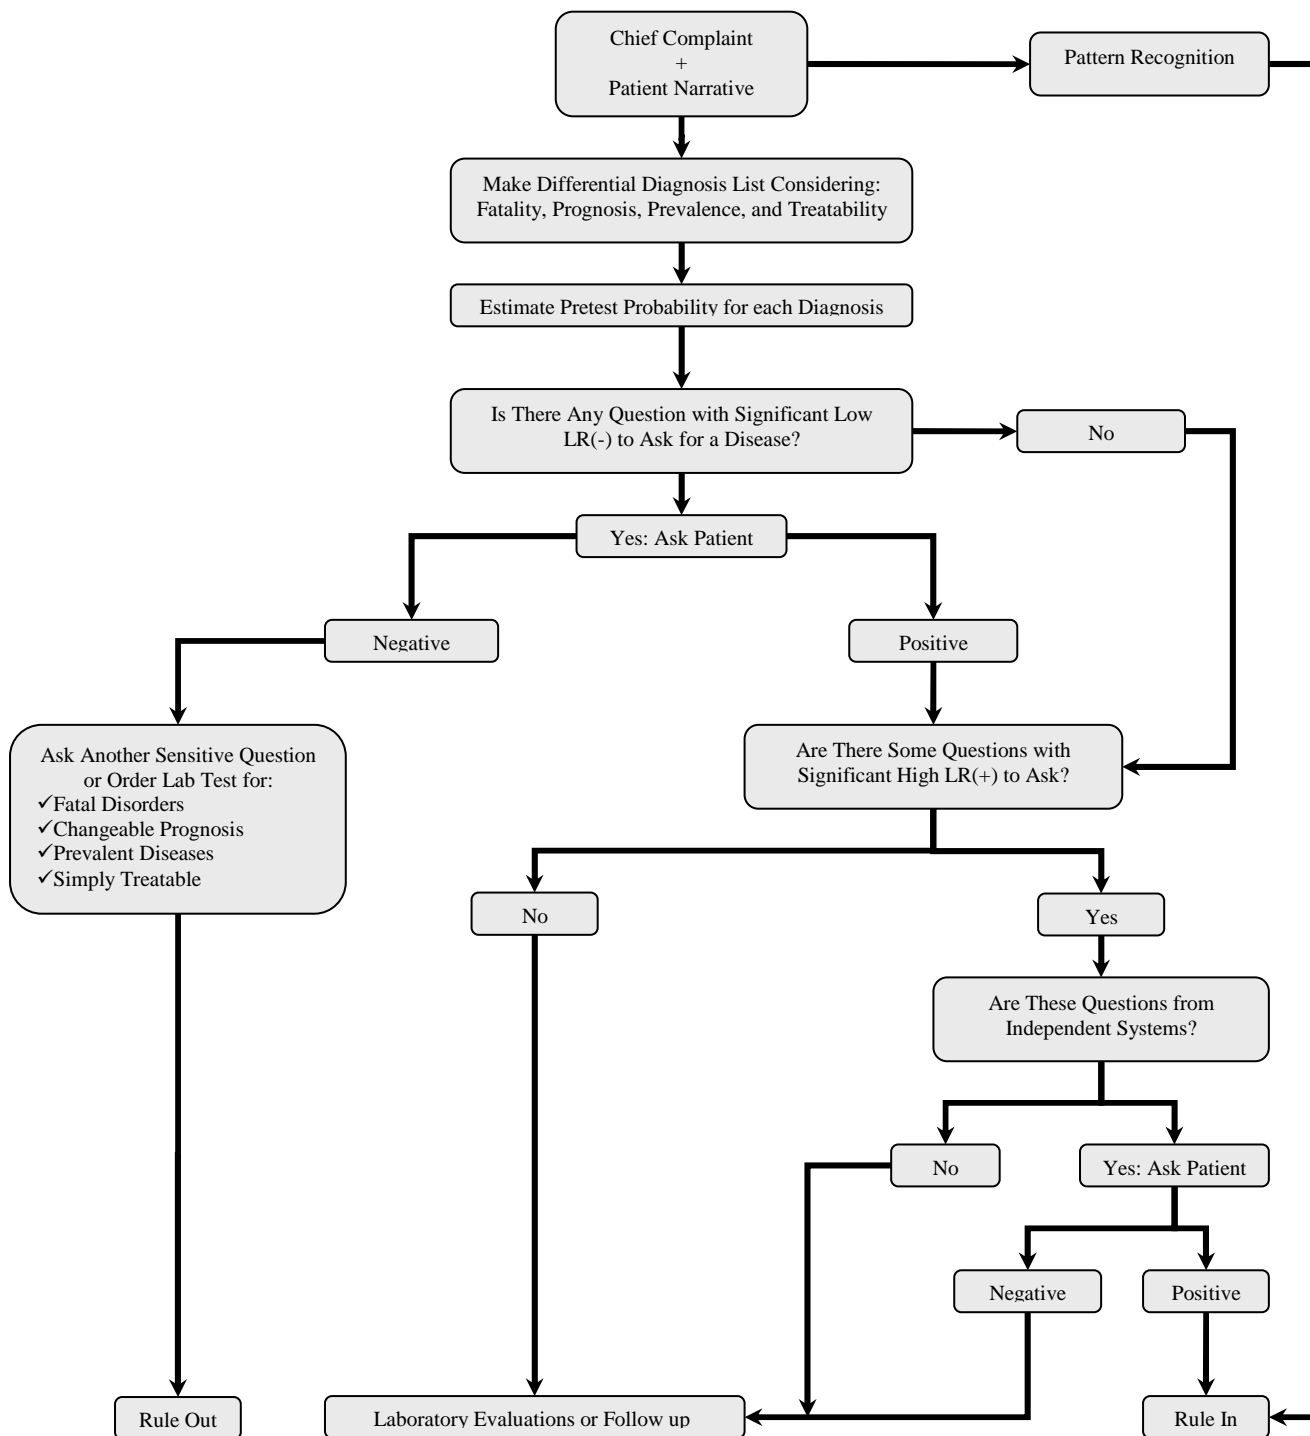 Chief Complaint
+
Patient Narrative
Pattern Recognition
Make Differential Diagnosis List Considering:
Fatality, Prognosis, Prevalence, and Treatability
Estimate Pretest Probability for each Diagnosis
Is There Any Question with Significant Low
LR(-) to Ask for a Disease?
No
Yes: Ask Patient
Negative
Positive
Ask Another Sensitive Question
or Order Lab Test for:
✓Fatal Disorders
✓Changeable Prognosis
✓Prevalent Diseases
✓Simply Treatable
Are There Some Questions with
Significant High LR(+) to Ask?
No
Yes
Are These Questions from
Independent Systems?
No
Yes: Ask Patient
Negative
Positive
Rule Out
Laboratory Evaluations or Follow up
Rule In